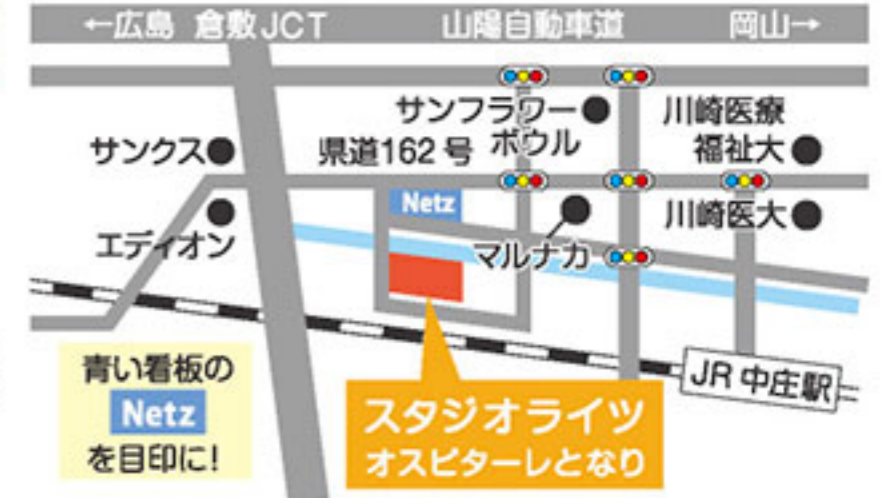 ←広島 倉敷JCT 山陽自動車道 岡山→
サンフラワー
ボウル
川崎医療
福祉大
サンクス
県道162号
Netz
川崎医大
エディオン
マルナカ
JR中庄駅
青い看板の
Netz
を目印に!
スタジオライツ
オスピターレとなり